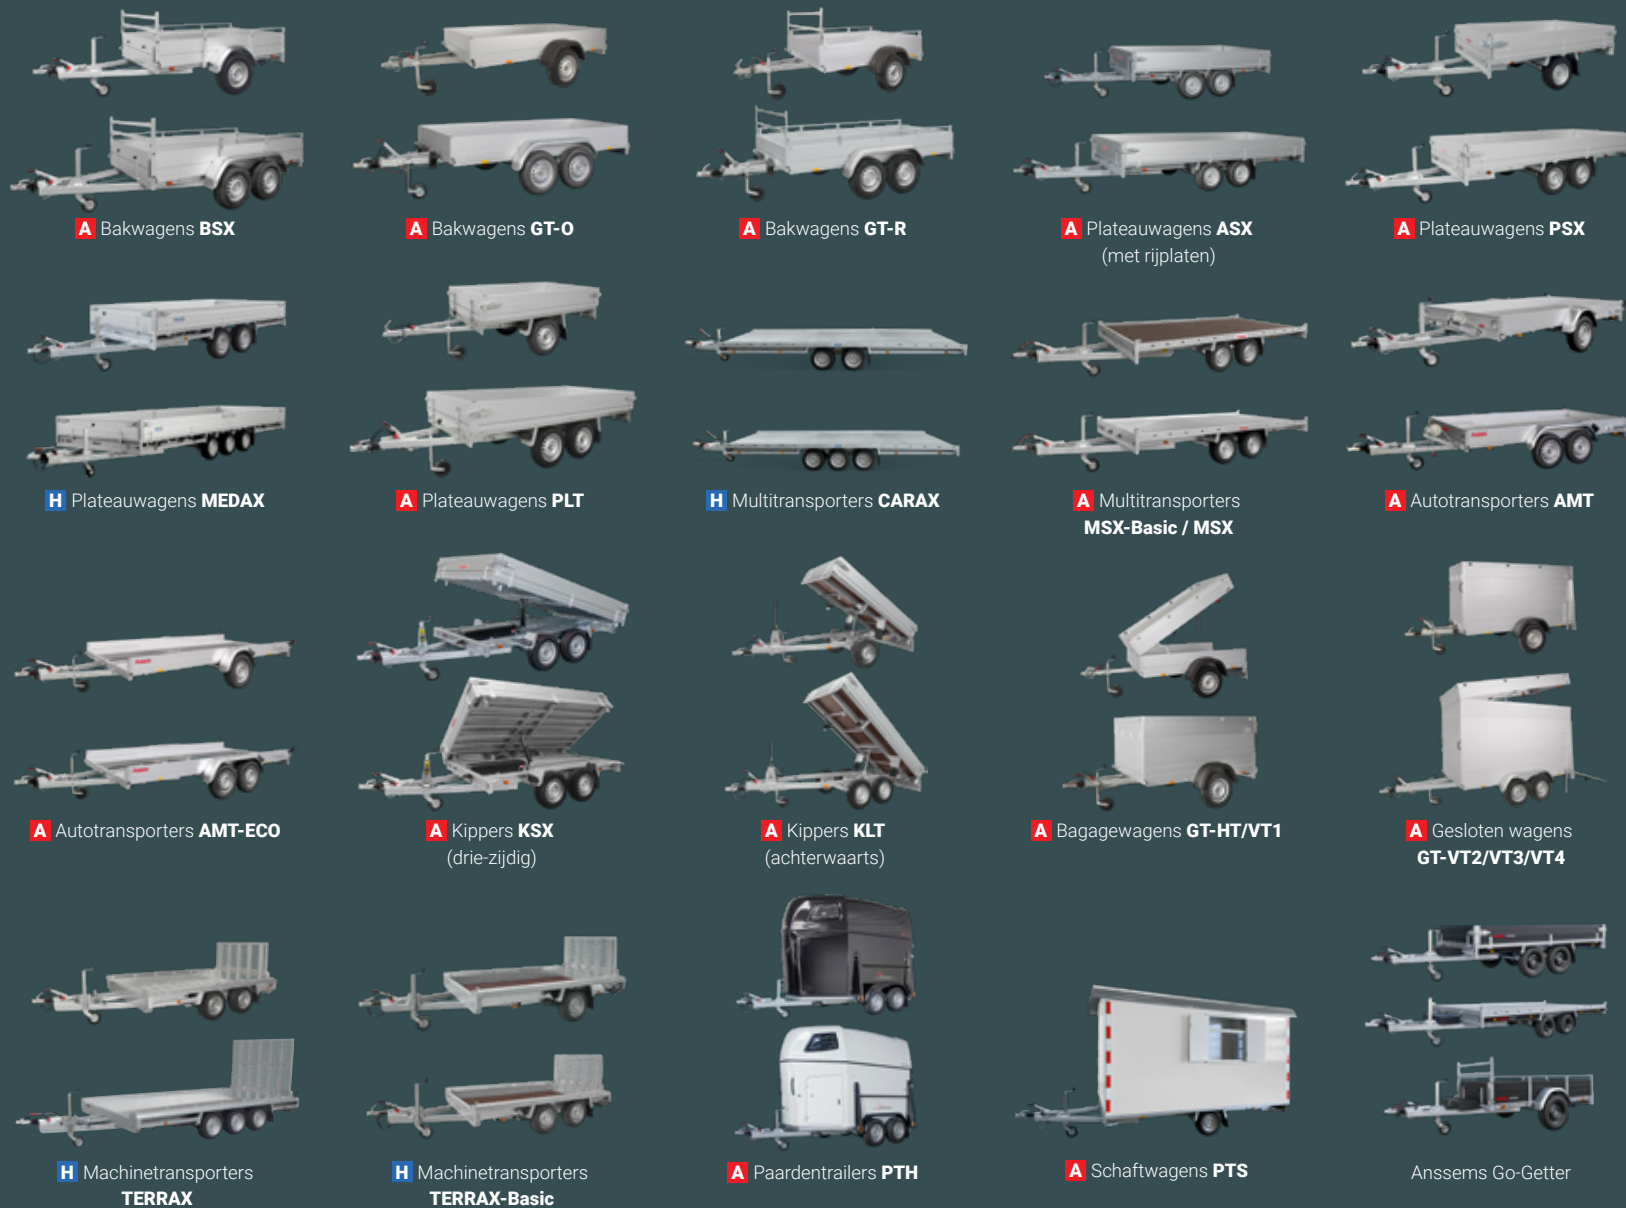 A Bakwagens BSX
A Bakwagens GT-O
A Bakwagens GT-R
A Plateauwagens ASX
(met rijplaten)
A Plateauwagens PSX
H Plateauwagens MEDAX
A Plateauwagens PLT
H Multitransporters CARAX
A Multitransporters
MSX-Basic / MSX
A Autotransporters AMT
A Autotransporters AMT-ECO
A Kippers KSX
(drie-zijdig)
A Kippers KLT
(achterwaarts)
A Bagagewagens GT-HT/VT1
A Gesloten wagens
GT-VT2/VT3/VT4
H Machinetransporters
TERRAX
H Machinetransporters
TERRAX-Basic
A Paardentrailers PTH
A Schaftwagens PTS
Anssems Go-Getter